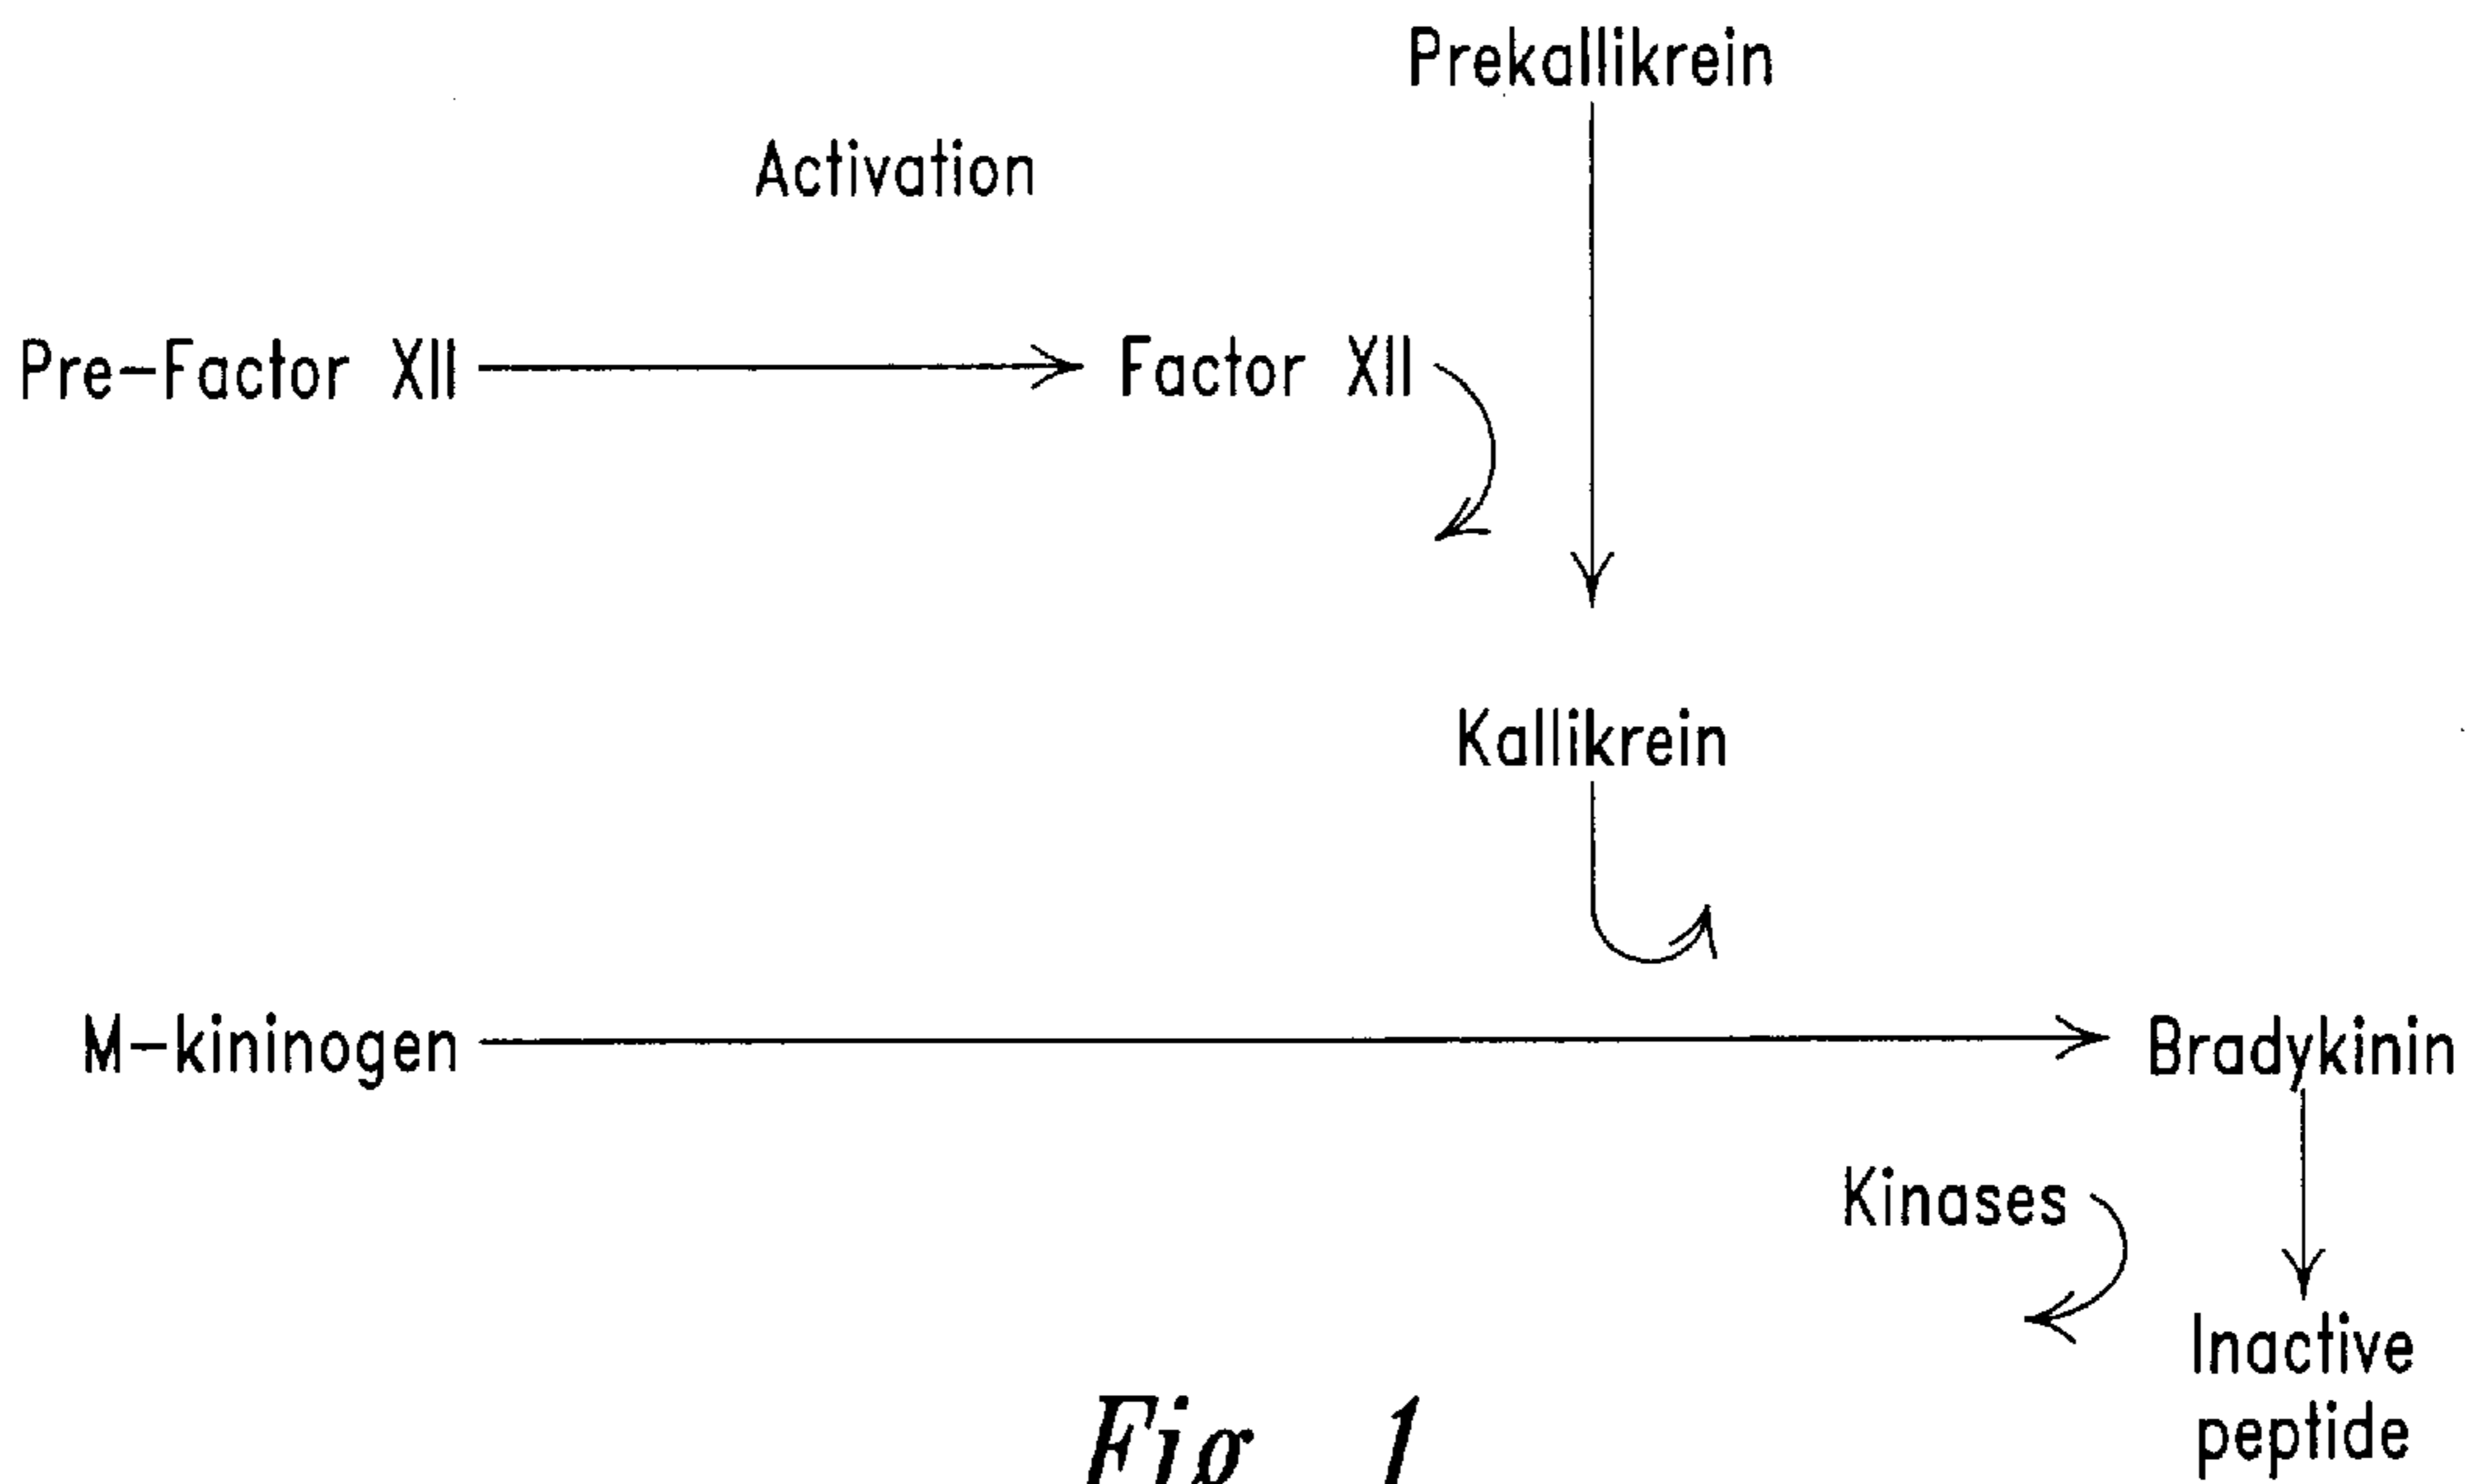 Prekallikrein
Activation
Pre-Factor XII
Factor XII
Kallikrein
M-kininogen
Bradykinin
Kinases
Inactive
peptide
Fig. 1